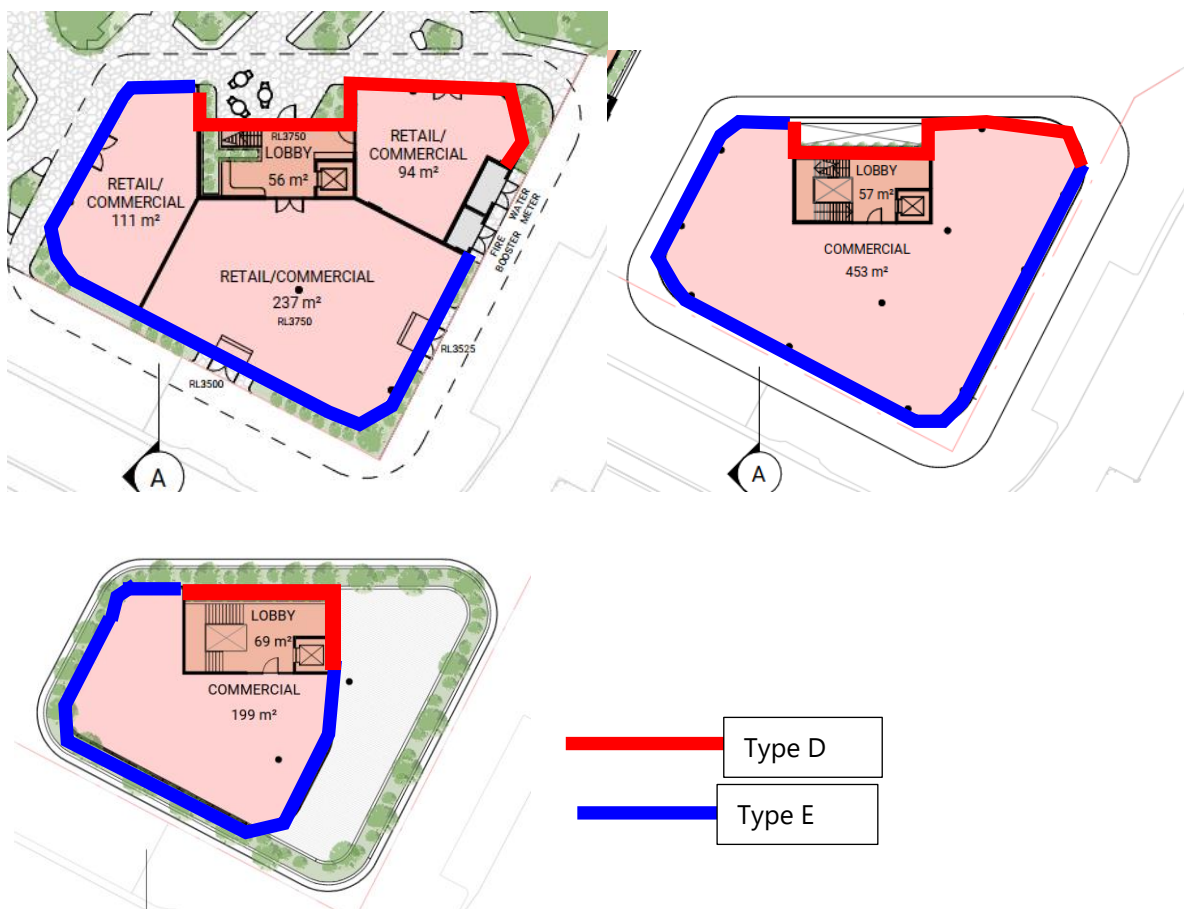 RL3750
LOBBY
56 m²
RETAIL/
COMMERCIAL
94 m²
RETAIL/
COMMERCIAL
111 m²
WATER
METER
FIRE
BOOSTER
RETAIL/COMMERCIAL
237 m²
RL3750
RL3525
RL3500
A
LOBBY
57 m²
COMMERCIAL
453 m²
A
LOBBY
69 m²
COMMERCIAL
199 m²
Type D
Type E